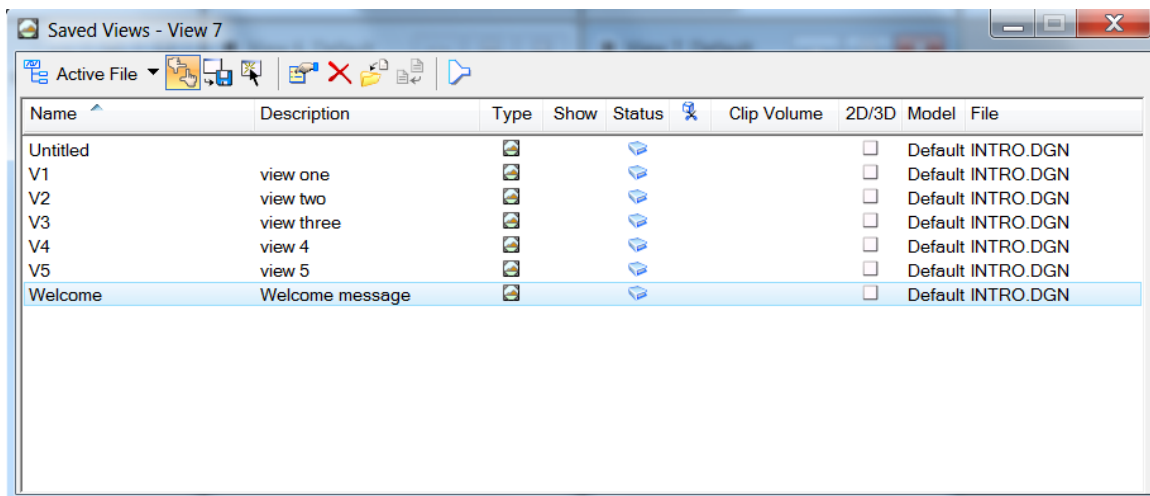 Saved Views - View 7
Active File
Name Description Type Show Status Clip Volume 2D/3D Model File
Untitled Default INTRO.DGN
V1 view one Default INTRO.DGN
V2 view two Default INTRO.DGN
V3 view three Default INTRO.DGN
V4 view 4 Default INTRO.DGN
V5 view 5 Default INTRO.DGN
Welcome Welcome message Default INTRO.DGN